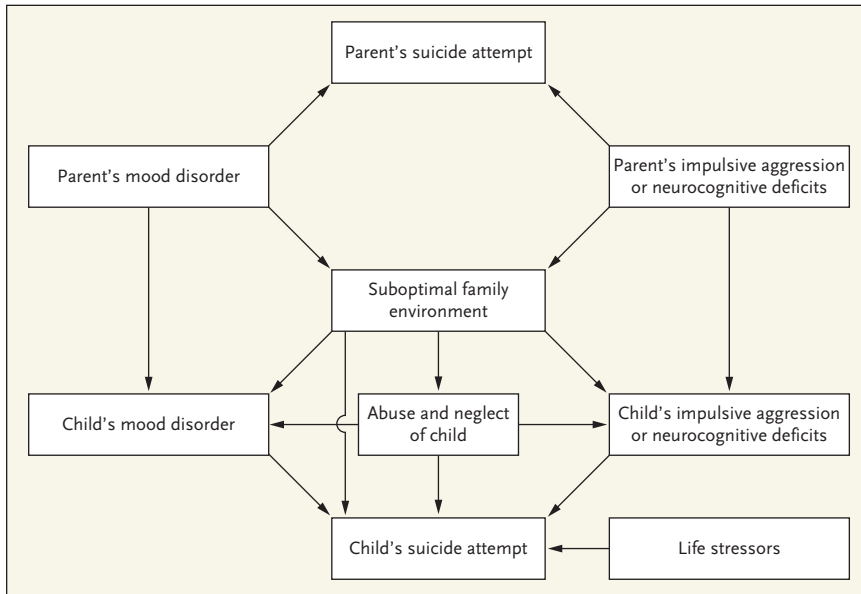 Parent's suicide attempt
Parent's mood disorder
Parent's impulsive aggression
or neurocognitive deficits
Suboptimal family
environment
Child's mood disorder
Abuse and neglect
of child
Child's impulsive aggression
or neurocognitive deficits
Child's suicide attempt
Life stressors